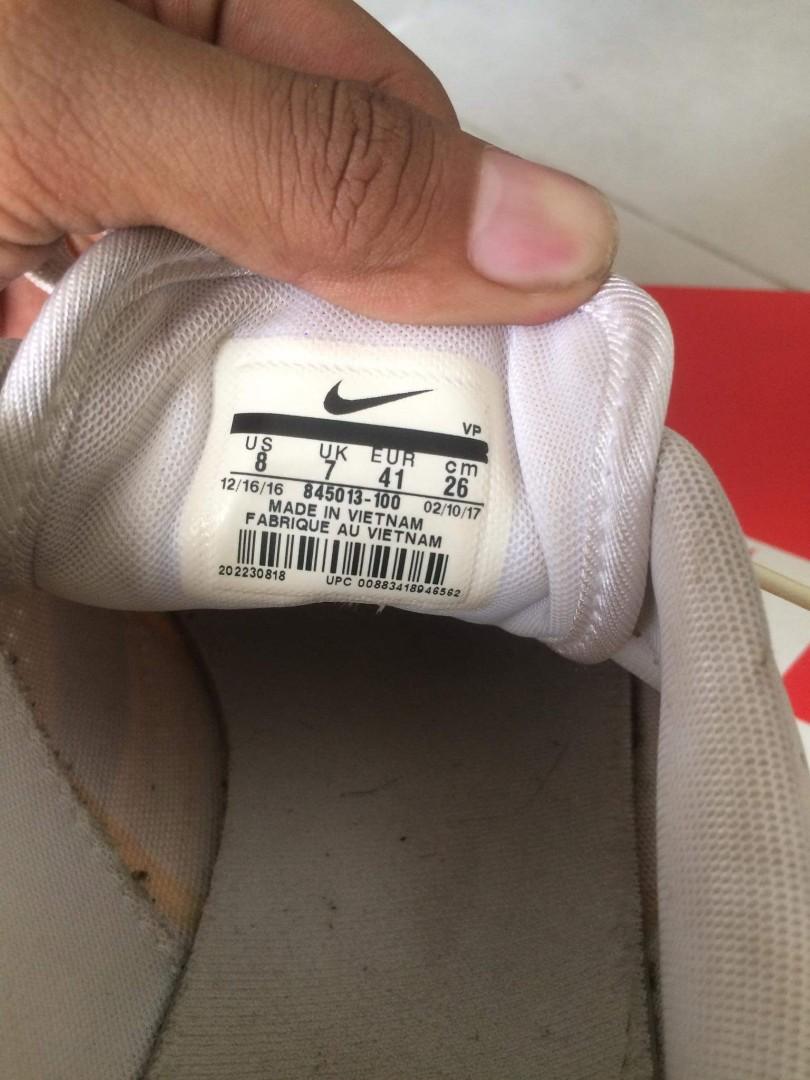 VP
US UK EUR cm
8 7 41 26
12/16/16 845013-100 02/10/17
MADE IN VIETNAM
FABRIQUE AU VIETNAM
202230818 UPC 00883418946562